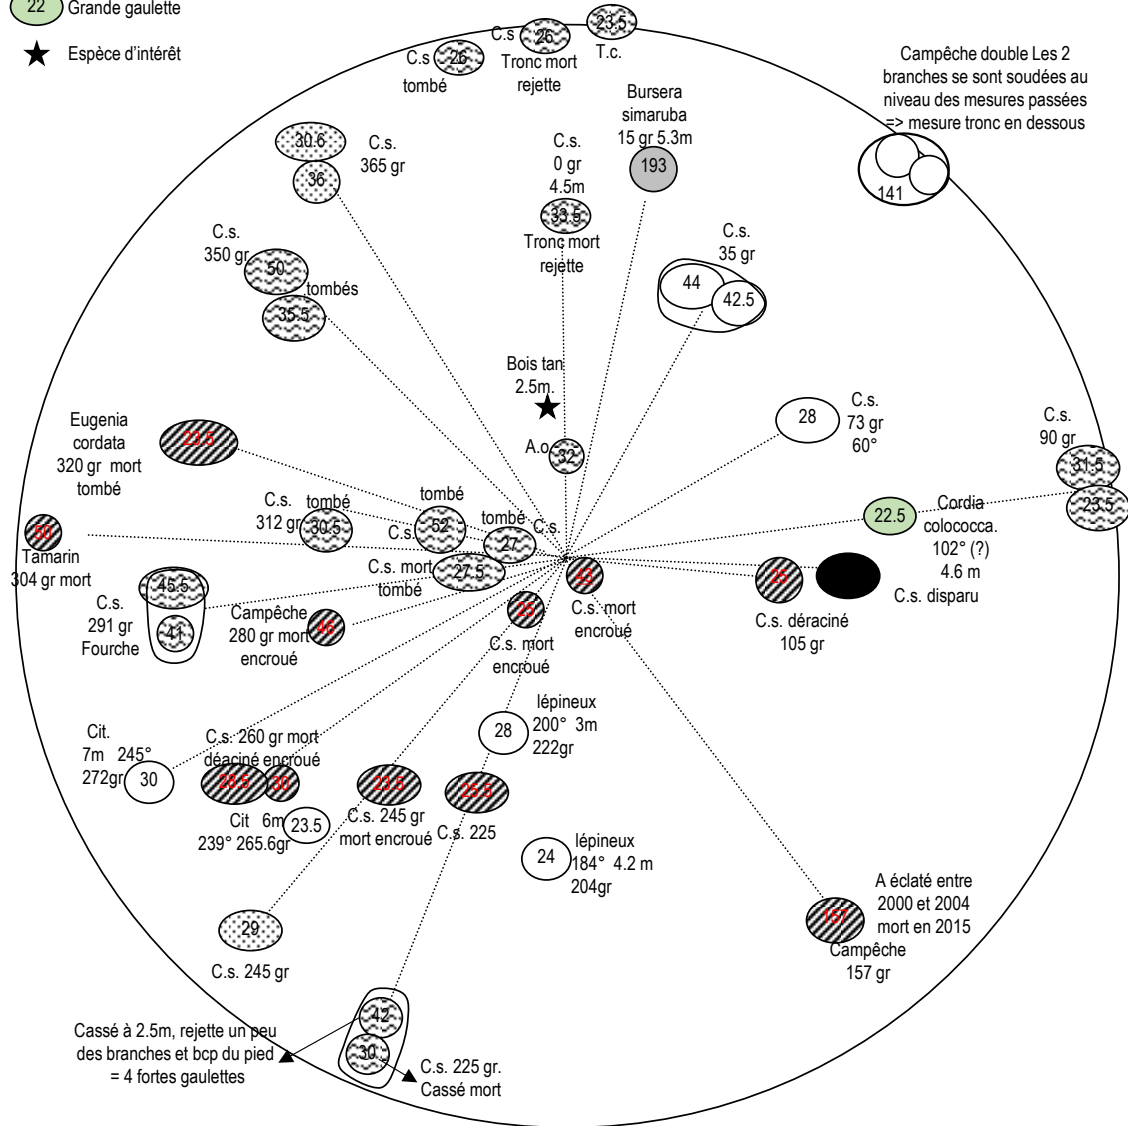 22 Grande gaulette
Espèce d'intérêt
C.s
tombé
26
C.s
26
Tronc mort
rejette
23.5
T.c.
Campêche double Les 2
branches se sont soudées au
niveau des mesures passées
=> mesure tronc en dessous
141
30.6
36
C.s.
365 gr
C.s.
0 gr
4.5m
33.5
Tronc mort
rejette
Bursera
simaruba
15 gr 5.3m
193
C.s.
35 gr
44
42.5
C.s.
350 gr
50
tombés
35.5
Bois tan
2.5m.
A.o.
32
28
C.s.
73 gr
60°
C.s.
90 gr
31.5
23.5
Eugenia
cordata
320 gr mort
tombé
23.5
C.s.
312 gr
tombé
30.5
tombé
C.s.
52
tombé
C.s.
27
22.5
Cordia
colococca.
102° (?)
4.6 m
50
Tamarin
304 gr mort
C.s. mort
tombé
27.5
43
C.s. mort
encroué
25
C.s. déraciné
105 gr
C.s. disparu
45.5
41
C.s.
291 gr
Fourche
Campêche
280 gr mort
encroué
46
25
C.s. mort
encroué
lépineux
200° 3m
222gr
28
Cit.
7m 245°
272gr
30
C.s. 260 gr mort
déaciné encroué
28.5
30
Cit 6m
239° 265.6gr
23.5
23.5
C.s. 245 gr
mort encroué
25.5
C.s. 225
24
lépineux
184° 4.2 m
204gr
157
A éclaté entre
2000 et 2004
mort en 2015
Campêche
157 gr
29
C.s. 245 gr
42
30
Cassé à 2.5m, rejette un peu
des branches et bcp du pied
= 4 fortes gaulettes
C.s. 225 gr.
Cassé mort